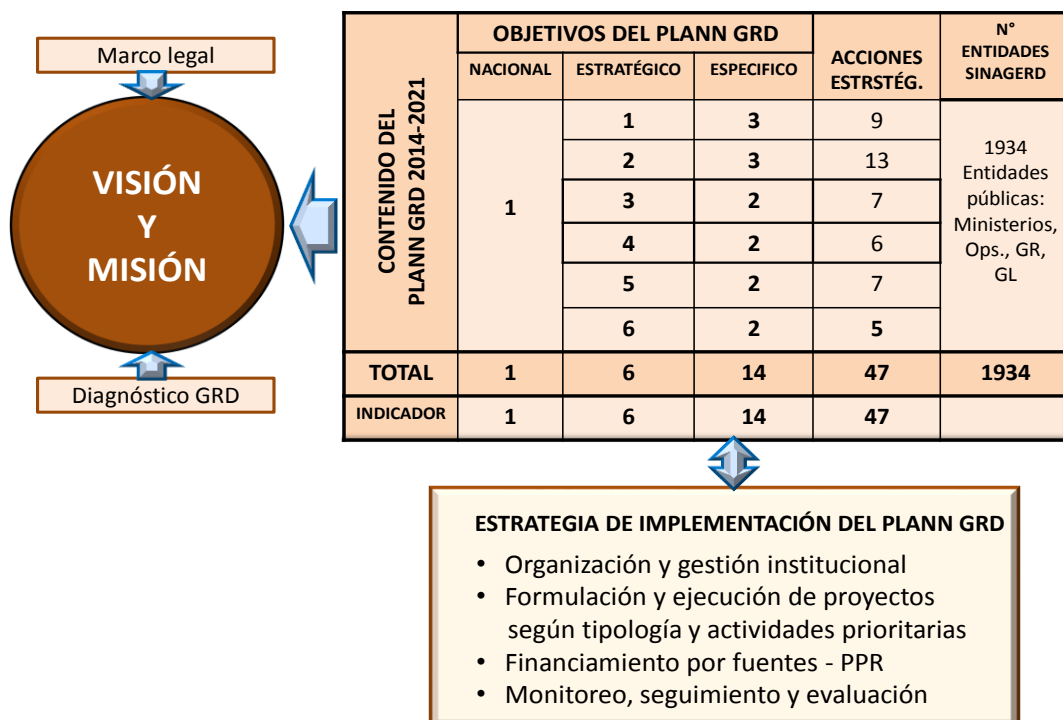 Marco legal
VISIÓN
Y
MISIÓN
Diagnóstico GRD
CONTENIDO DEL
PLANN GRD 2014-2021
OBJETIVOS DEL PLANN GRD
ACCIONES
ESTRSTÉG.
N°
ENTIDADES
SINAGERD
NACIONAL ESTRATÉGICO ESPECIFICO
1
1 3 9
2 3 13
3 2 7
4 2 6
5 2 7
6 2 5
1934
Entidades
públicas:
Ministerios,
Ops., GR,
GL
TOTAL 1 6 14 47 1934
INDICADOR 1 6 14 47
ESTRATEGIA DE IMPLEMENTACIÓN DEL PLANN GRD
• Organización y gestión institucional
• Formulación y ejecución de proyectos
según tipología y actividades prioritarias
• Financiamiento por fuentes - PPR
• Monitoreo, seguimiento y evaluación